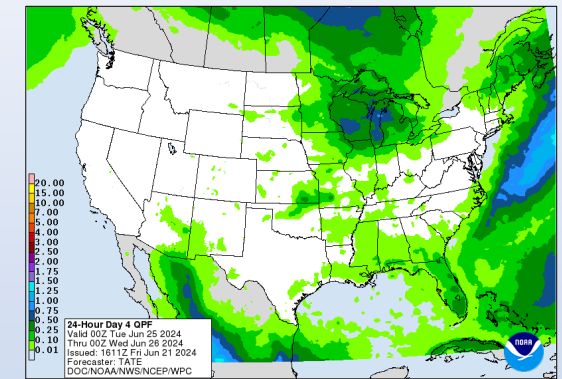 20.00
15.00
10.00
7.00
5.00
4.00
3.00
2.50
2.00
1.75
1.50
1.25
1.00
0.75
0.50
0.25
0.10
0.01
24-Hour Day 4 QPF
Valid 00Z Tue Jun 25 2024
Thru 00Z Wed Jun 26 2024
Issued: 1611Z Fri Jun 21 2024
Forecaster: TATE
DOC/NOAA/NWS/NCEP/WPC
NOAA